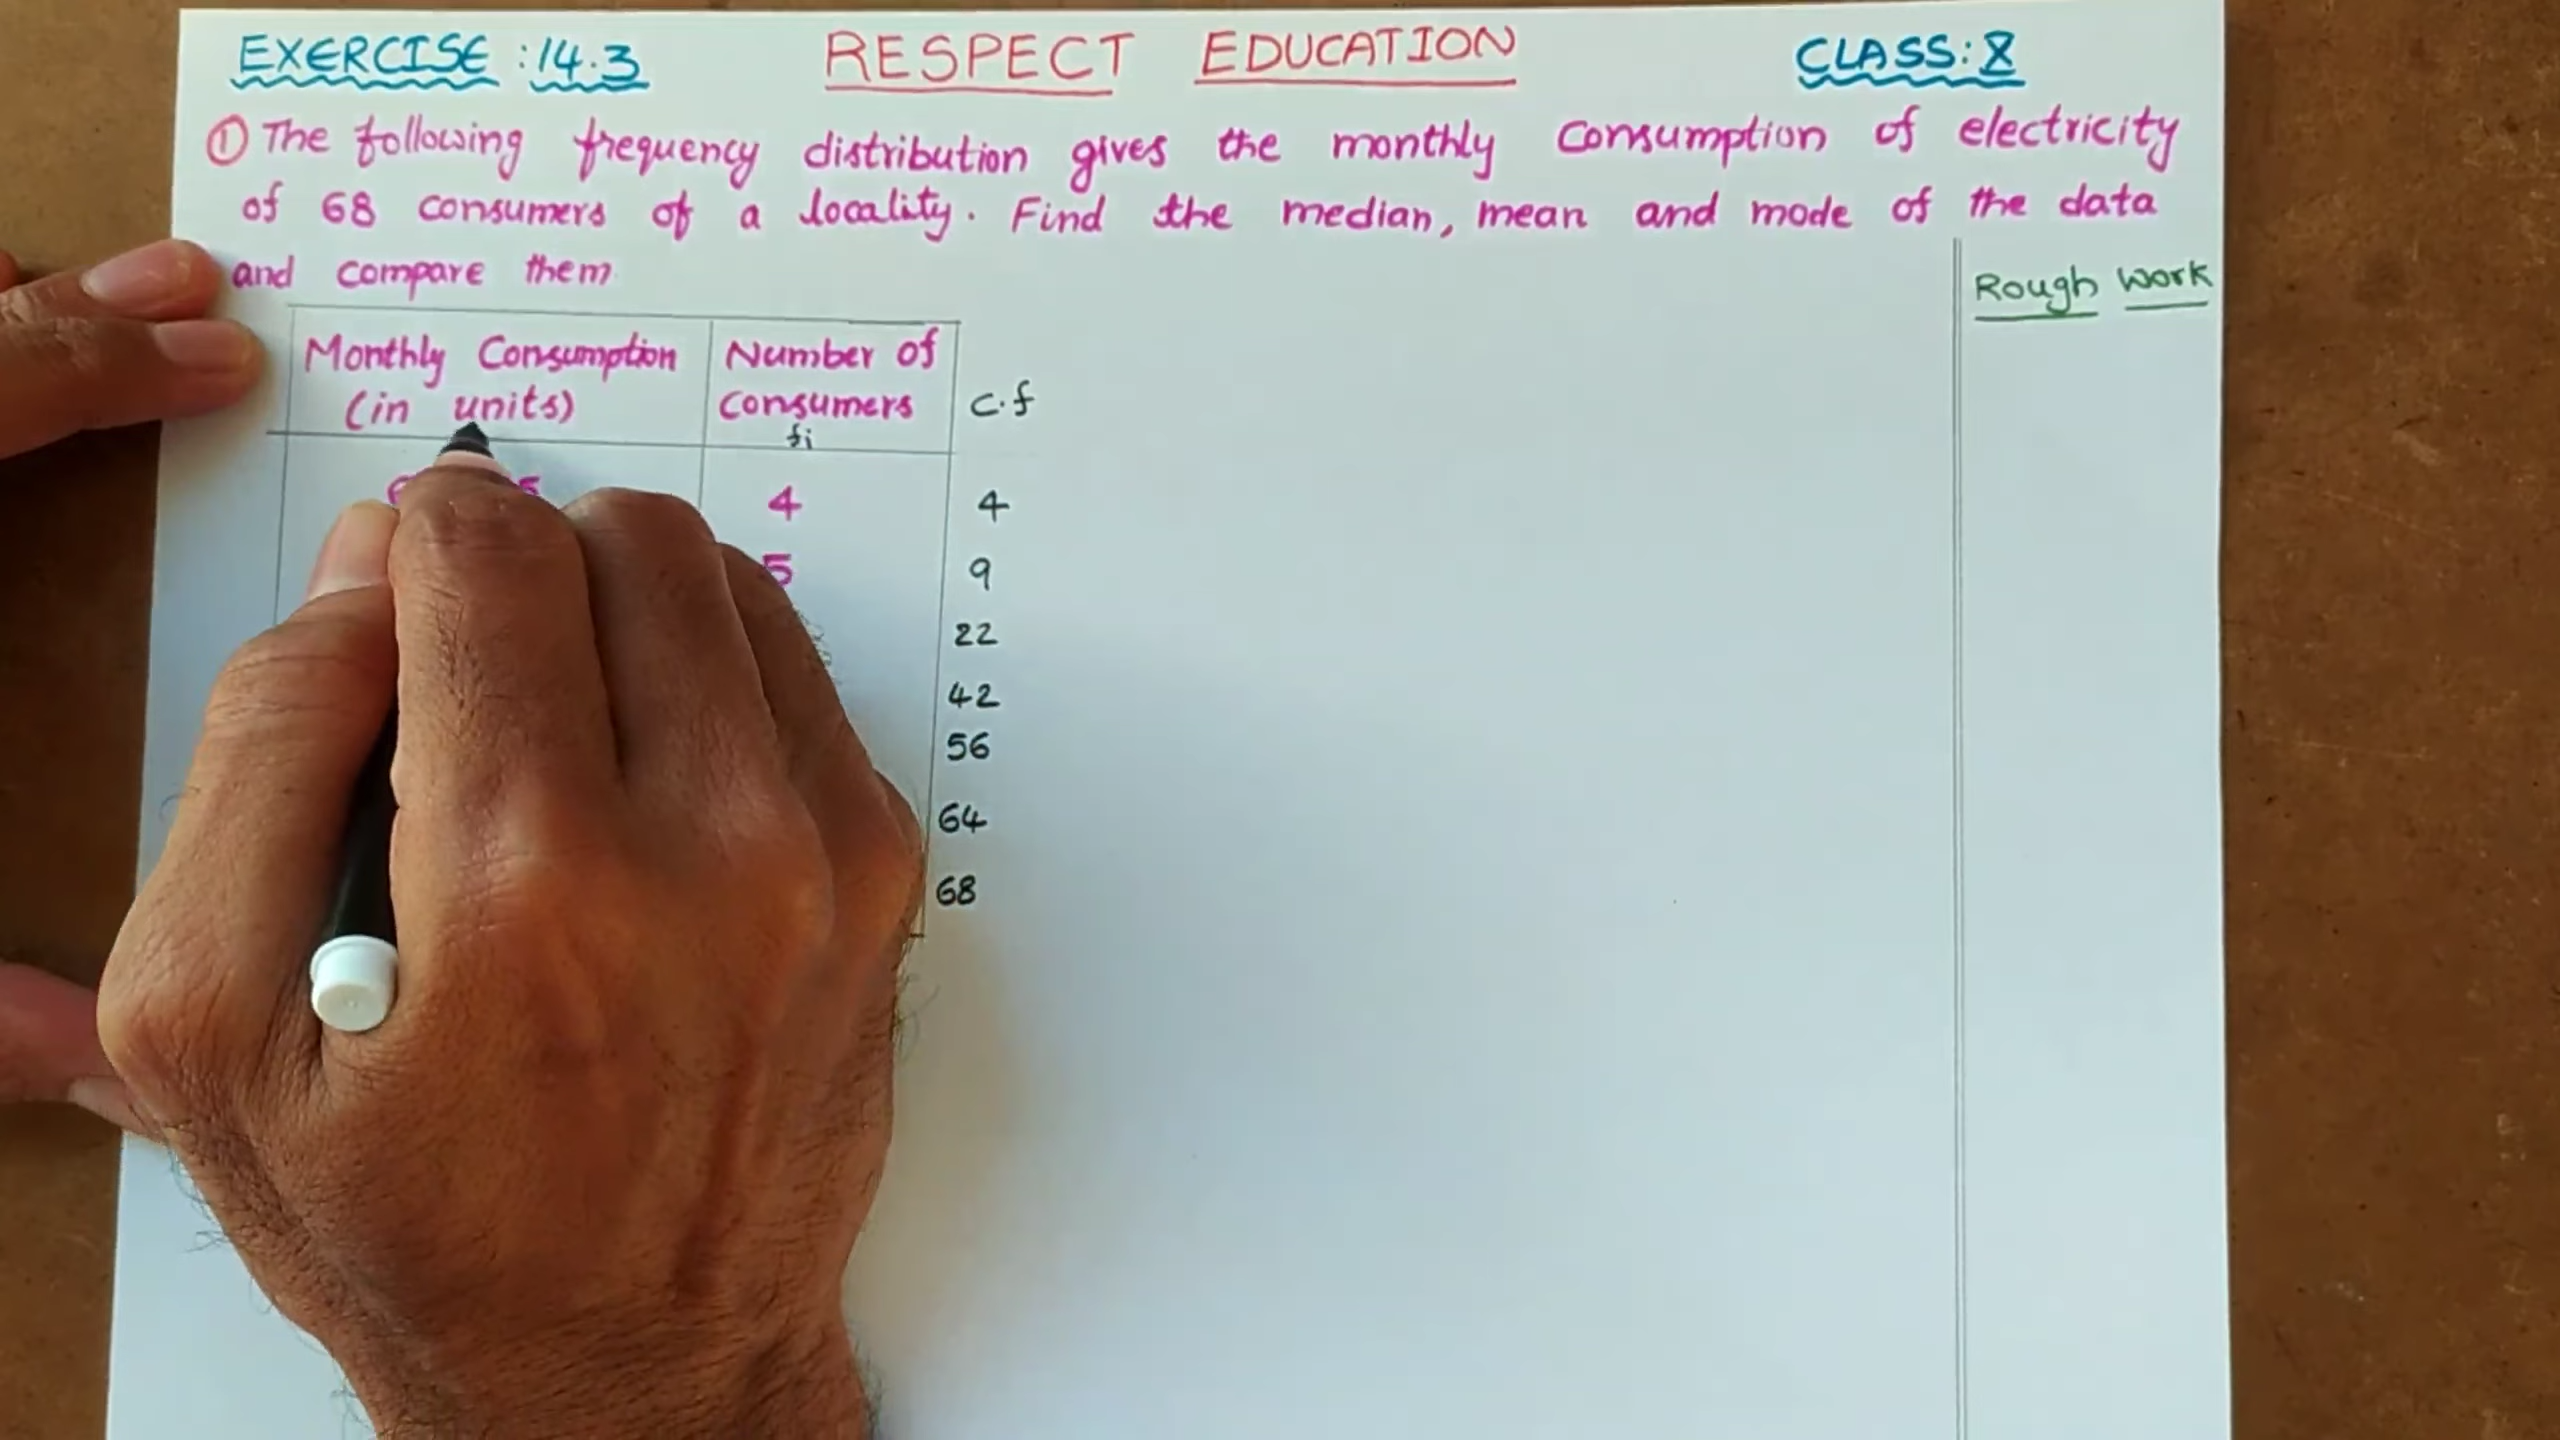 EXERCISE : 14.3 RESPECT EDUCATION CLASS: X
① The following frequency distribution gives the monthly consumption of electricity
of 68 consumers of a locality. Find the median, mean and mode of the data
and compare them
Rough Work
Monthly Consumption
(in units)
Number of
consumers
fi
c.f
4 4
5 9
22
42
56
64
68